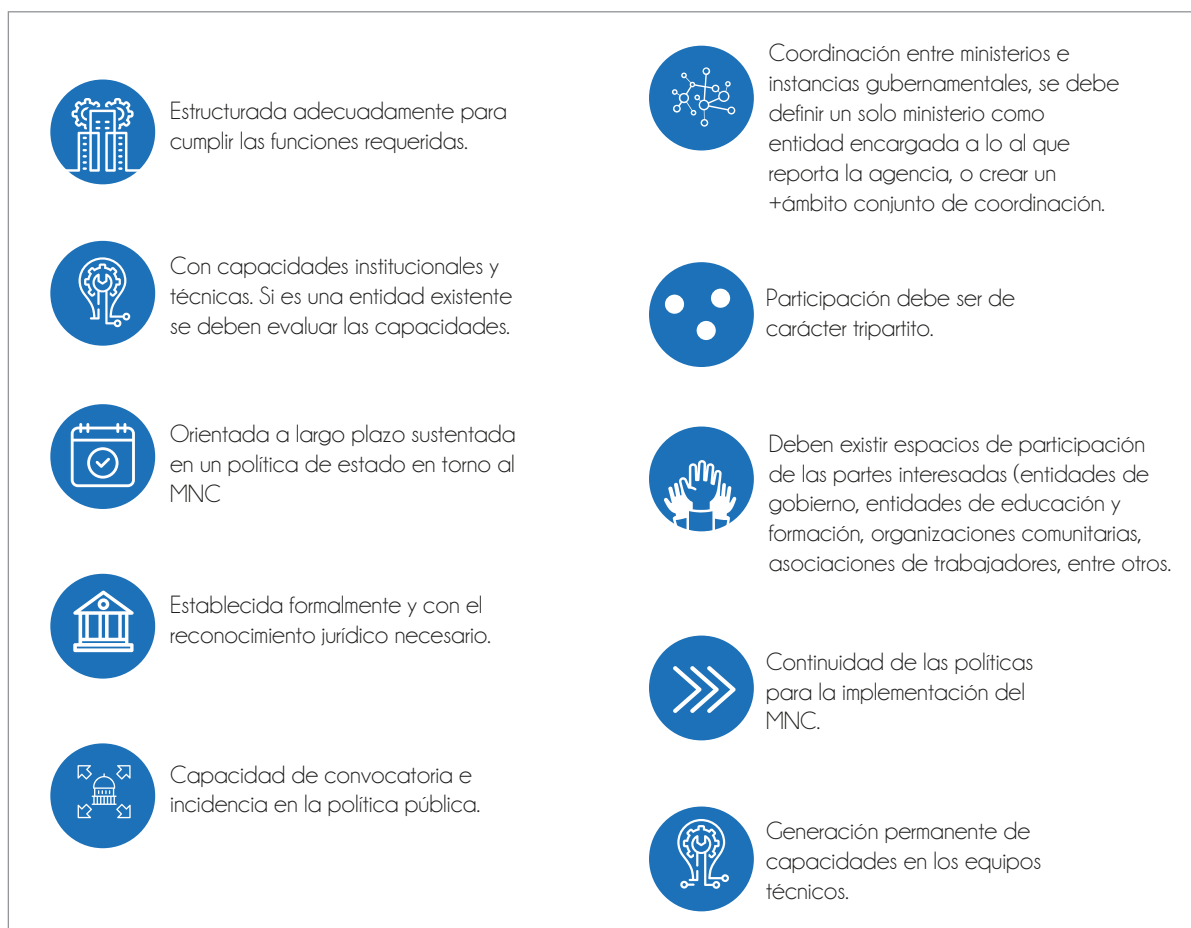 Estructurada adecuadamente para
cumplir las funciones requeridas.
Con capacidades institucionales y
técnicas. Si es una entidad existente
se deben evaluar las capacidades.
Orientada a largo plazo sustentada
en un política de estado en torno al
MNC
Establecida formalmente y con el
reconocimiento jurídico necesario.
Capacidad de convocatoria e
incidencia en la política pública.
Coordinación entre ministerios e
instancias gubernamentales, se debe
definir un solo ministerio como
entidad encargada a lo al que
reporta la agencia, o crear un
+ámbito conjunto de coordinación.
Participación debe ser de
carácter tripartito.
Deben existir espacios de participación
de las partes interesadas (entidades de
gobierno, entidades de educación y
formación, organizaciones comunitarias,
asociaciones de trabajadores, entre otros.
Continuidad de las políticas
para la implementación del
MNC.
Generación permanente de
capacidades en los equipos
técnicos.